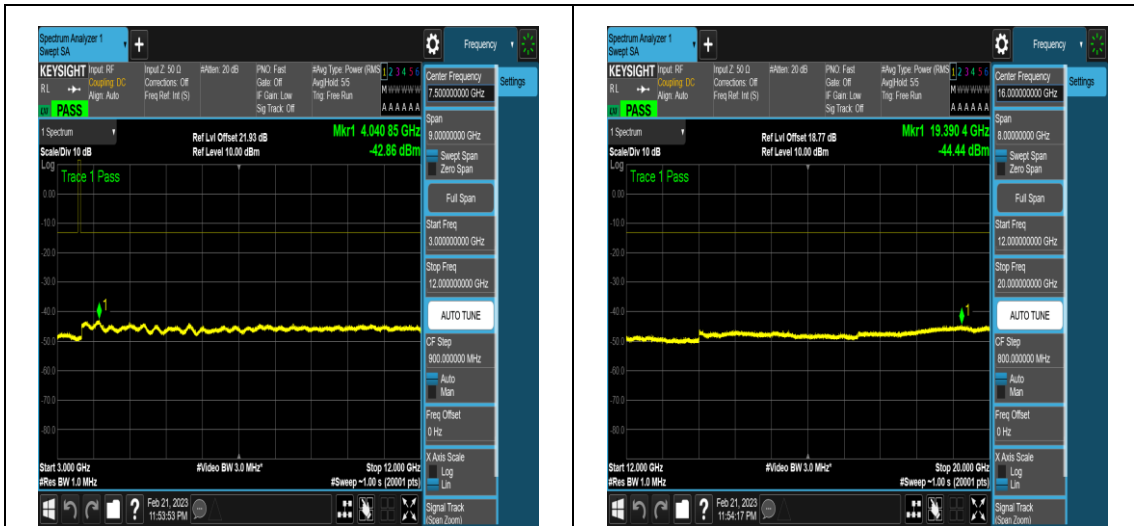 Spectrum Analyzer 1
Swept SA
+
Frequency
KEYSIGHT
RL
Input: RF
Coupling: DC
Align: Auto
Input Z: 50 Ω
Corrections: Off
Freq Ref: Int (S)
#Atten: 20 dB
PNO: Fast
Gate: Off
IF Gain: Low
Sig Track: Off
#Avg Type: Power (RMS
Avg|Hold: 5/5
Trig: Free Run
1 2 3 4 5 6
M W W W W W
A A A A A A
PASS
Center Frequency
7.500000000 GHz
Settings
1 Spectrum
Scale/Div 10 dB
Ref Lvl Offset 21.93 dB
Ref Level 10.00 dBm
Mkr1 4.040 85 GHz
-42.86 dBm
Log
Trace 1 Pass
0.00
-10.0
-20.0
-30.0
-40.0
-50.0
-60.0
-70.0
-80.0
1
Span
9.00000000 GHz
Swept Span
Zero Span
Full Span
Start Freq
3.000000000 GHz
Stop Freq
12.000000000 GHz
AUTO TUNE
CF Step
900.000000 MHz
Auto
Man
Freq Offset
0 Hz
X Axis Scale
Log
Lin
Signal Track
(Span Zoom)
Start 3.000 GHz
#Res BW 1.0 MHz
#Video BW 3.0 MHz*
Stop 12.000 GHz
#Sweep ~1.00 s (20001 pts)
?
Feb 21, 2023
11:53:53 PM
Spectrum Analyzer 1
Swept SA
+
Frequency
KEYSIGHT
RL
Input: RF
Coupling: DC
Align: Auto
Input Z: 50 Ω
Corrections: Off
Freq Ref: Int (S)
#Atten: 20 dB
PNO: Fast
Gate: Off
IF Gain: Low
Sig Track: Off
#Avg Type: Power (RMS
Avg|Hold: 5/5
Trig: Free Run
1 2 3 4 5 6
M W W W W W
A A A A A A
PASS
Center Frequency
16.000000000 GHz
Settings
1 Spectrum
Scale/Div 10 dB
Ref Lvl Offset 18.77 dB
Ref Level 10.00 dBm
Mkr1 19.390 4 GHz
-44.44 dBm
Log
Trace 1 Pass
0.00
-10.0
-20.0
-30.0
-40.0
-50.0
-60.0
-70.0
-80.0
1
Span
8.00000000 GHz
Swept Span
Zero Span
Full Span
Start Freq
12.000000000 GHz
Stop Freq
20.000000000 GHz
AUTO TUNE
CF Step
800.000000 MHz
Auto
Man
Freq Offset
0 Hz
X Axis Scale
Log
Lin
Signal Track
(Span Zoom)
Start 12.000 GHz
#Res BW 1.0 MHz
#Video BW 3.0 MHz*
Stop 20.000 GHz
#Sweep ~1.00 s (20001 pts)
?
Feb 21, 2023
11:54:17 PM